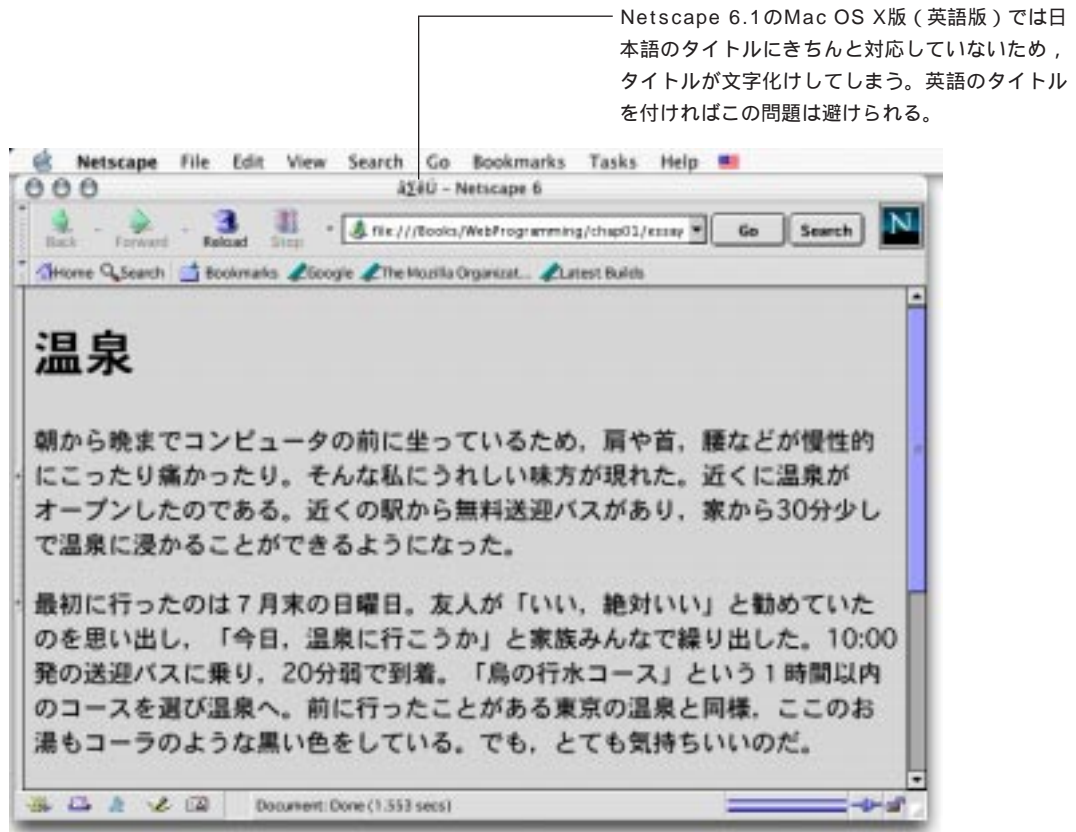 Netscape 6.1のMac OS X版(英語版)では日
本語のタイトルにきちんと対応していないため,
タイトルが文字化けしてしまう。英語のタイトル
を付ければこの問題は避けられる。
Netscape File Edit View Search Go Bookmarks Tasks Help
- Netscape 6
Back Forward Reload Stop file:///Books/WebProgramming/chap01/essay Go Search N
Home Search Bookmarks Google The Mozilla Organizat... Latest Builds
温泉
朝から晩までコンピュータの前に坐っているため,肩や首,腰などが慢性的
にこったり痛かったり。そんな私にうれしい味方が現れた。近くに温泉が
オープンしたのである。近くの駅から無料送迎バスがあり,家から30分少し
で温泉に浸かることができるようになった。
最初に行ったのは7月末の日曜日。友人が「いい,絶対いい」と勧めていた
のを思い出し,「今日,温泉に行こうか」と家族みんなで繰り出した。10:00
発の送迎バスに乗り,20分弱で到着。「烏の行水コース」という1時間以内
のコースを選び温泉へ。前に行ったことがある東京の温泉と同様,ここのお
湯もコーラのような黒い色をしている。でも,とても気持ちいいのだ。
Document: Done (1.553 secs)